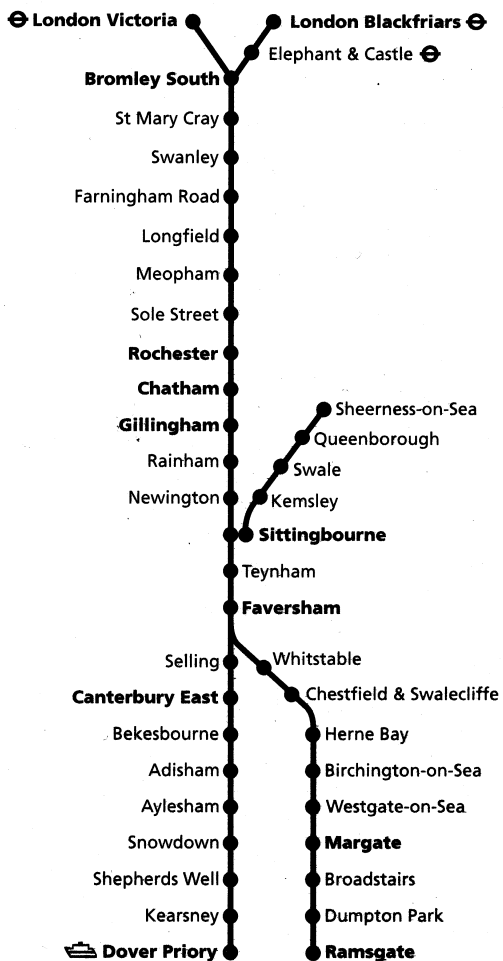 London Victoria
London Blackfriars
Elephant & Castle
Bromley South
St Mary Cray
Swanley
Farningham Road
Longfield
Meopham
Sole Street
Rochester
Chatham
Sheerness-on-Sea
Gillingham
Queenborough
Rainham
Swale
Newington
Kemsley
Sittingbourne
Teynham
Faversham
Selling
Whitstable
Canterbury East
Chestfield & Swalecliffe
Bekesbourne
Herne Bay
Adisham
Birchington-on-Sea
Aylesham
Westgate-on-Sea
Snowdown
Margate
Shepherds Well
Broadstairs
Kearsney
Dumpton Park
Dover Priory
Ramsgate